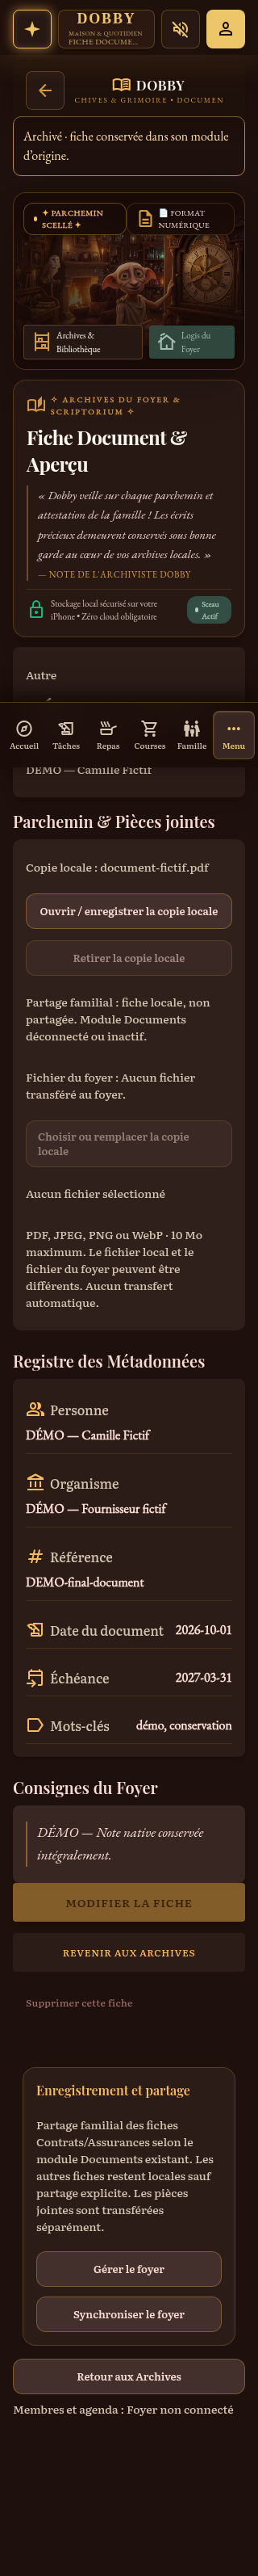 DOBBY
MAISON & QUOTIDIEN
FICHE DOCUME...
DOBBY
CHIVES & GRIMOIRE • DOCUMEN
Archivé · fiche conservée dans son module
d'origine.
✦ PARCHEMIN
SCELLÉ ✦
📄 FORMAT
NUMÉRIQUE
Archives &
Bibliothèque
Logis du
Foyer
✧ ARCHIVES DU FOYER &
SCRIPTORIUM ✧
Fiche Document &
Aperçu
« Dobby veille sur chaque parchemin et
attestation de la famille ! Les écrits
précieux demeurent conservés sous bonne
garde au cœur de vos archives locales. »
— NOTE DE L'ARCHIVISTE DOBBY
Stockage local sécurisé sur votre
iPhone • Zéro cloud obligatoire
Sceau
Actif
Autre
Accueil
Tâches
Repas
Courses
Famille
Menu
DÉMO — Camille Fictif
Parchemin & Pièces jointes
Copie locale : document-fictif.pdf
Ouvrir / enregistrer la copie locale
Retirer la copie locale
Partage familial : fiche locale, non
partagée. Module Documents
déconnecté ou inactif.
Fichier du foyer : Aucun fichier
transféré au foyer.
Choisir ou remplacer la copie
locale
Aucun fichier sélectionné
PDF, JPEG, PNG ou WebP · 10 Mo
maximum. Le fichier local et le
fichier du foyer peuvent être
différents. Aucun transfert
automatique.
Registre des Métadonnées
Personne
DÉMO — Camille Fictif
Organisme
DÉMO — Fournisseur fictif
Référence
DEMO-final-document
Date du document 2026-10-01
Échéance 2027-03-31
Mots-clés démo, conservation
Consignes du Foyer
DÉMO — Note native conservée
intégralement.
MODIFIER LA FICHE
REVENIR AUX ARCHIVES
Supprimer cette fiche
Enregistrement et partage
Partage familial des fiches
Contrats/Assurances selon le
module Documents existant. Les
autres fiches restent locales sauf
partage explicite. Les pièces
jointes sont transférées
séparément.
Gérer le foyer
Synchroniser le foyer
Retour aux Archives
Membres et agenda : Foyer non connecté